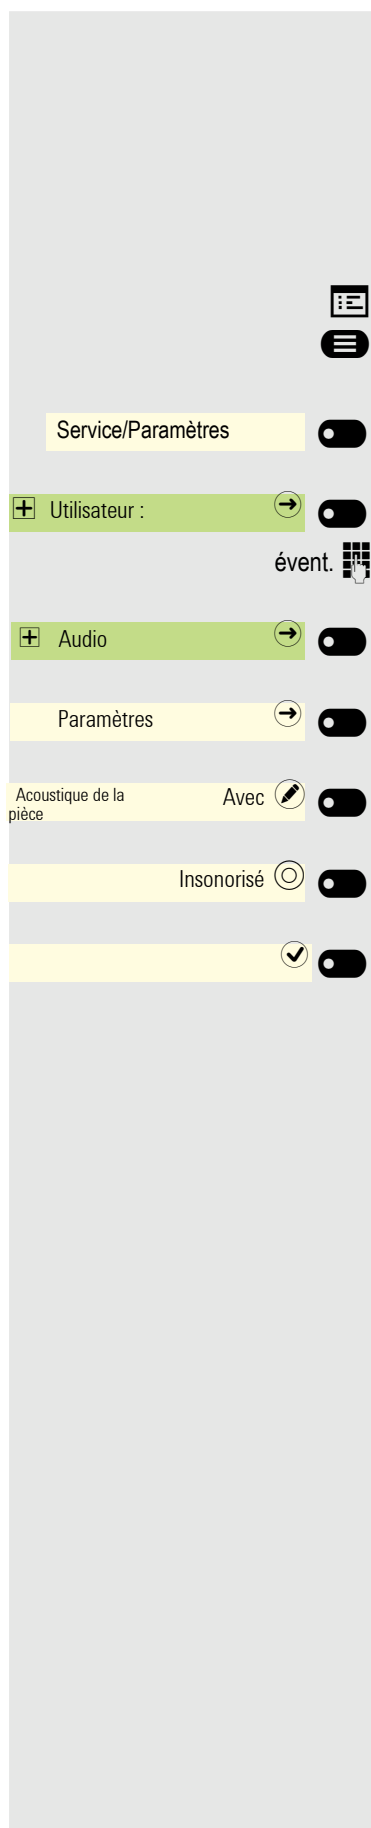 Service/Paramètres
Utilisateur :
évent.
Audio
Paramètres
Acoustique de la Avec
pièce
Insonorisé